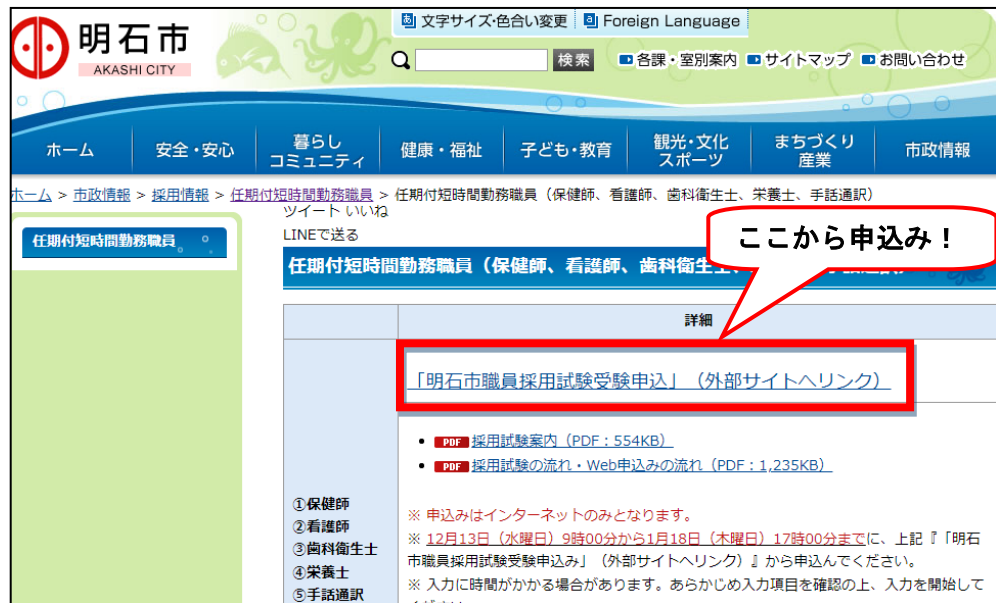 文字サイズ・色合い変更 Foreign Language
明石市
AKASHI CITY
検索 各課・室別案内 サイトマップ お問い合わせ
ホーム 安全・安心 暮らし コミュニティ 健康・福祉 子ども・教育 観光・文化 スポーツ まちづくり 産業 市政情報
ホーム > 市政情報 > 採用情報 > 任期付短時間勤務職員 > 任期付短時間勤務職員（保健師、看護師、歯科衛生士、栄養士、手話通訳）
ツイート いいね
LINEで送る
任期付短時間勤務職員
ここから申込み！
任期付短時間勤務職員（保健師、看護師、歯科衛生士、
詳細
「明石市職員採用試験受験申込」（外部サイトへリンク）
• PDF 採用試験案内（PDF：554KB）
• PDF 採用試験の流れ・Web申込みの流れ（PDF：1,235KB）
①保健師
②看護師
③歯科衛生士
④栄養士
⑤手話通訳
※ 申込みはインターネットのみとなります。
※ 12月13日（水曜日）9時00分から1月18日（木曜日）17時00分までに、上記『「明石
市職員採用試験受験申込み」（外部サイトへリンク）』から申込んでください。
※ 入力に時間がかかる場合があります。あらかじめ入力項目を確認の上、入力を開始して